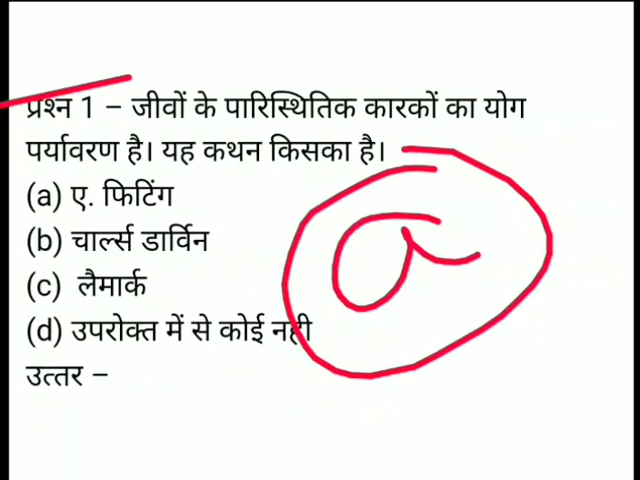 प्रश्न 1 – जीवों के पारिस्थितिक कारकों का योग
पर्यावरण है। यह कथन किसका है।
(a) ए. फिटिंग
(b) चार्ल्स डार्विन
(c) लैमार्क
(d) उपरोक्त में से कोई नही
उत्तर –
a